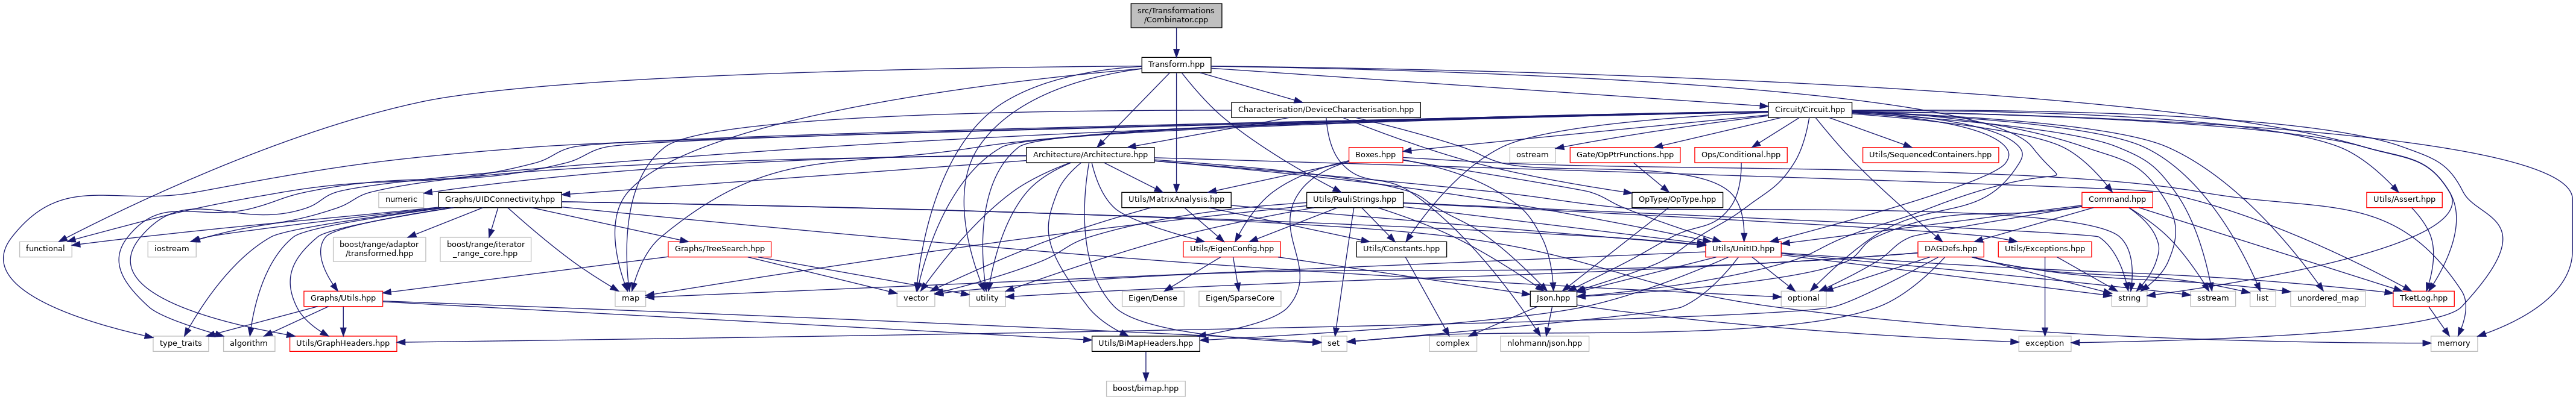 src/Transformations
/Combinator.cpp
Transform.hpp
Characterisation/DeviceCharacterisation.hpp
Circuit/Circuit.hpp
Architecture/Architecture.hpp
Boxes.hpp
ostream
Gate/OpPtrFunctions.hpp
Ops/Conditional.hpp
Utils/SequencedContainers.hpp
numeric
Graphs/UIDConnectivity.hpp
Utils/MatrixAnalysis.hpp
Utils/PauliStrings.hpp
OpType/OpType.hpp
Command.hpp
Utils/Assert.hpp
functional
iostream
boost/range/adaptor
/transformed.hpp
boost/range/iterator
_range_core.hpp
Graphs/TreeSearch.hpp
Utils/EigenConfig.hpp
Utils/Constants.hpp
Utils/UnitID.hpp
DAGDefs.hpp
Utils/Exceptions.hpp
Graphs/Utils.hpp
map
vector
utility
Eigen/Dense
Eigen/SparseCore
Json.hpp
optional
string
sstream
list
unordered_map
TketLog.hpp
type_traits
algorithm
Utils/GraphHeaders.hpp
Utils/BiMapHeaders.hpp
set
complex
nlohmann/json.hpp
exception
memory
boost/bimap.hpp